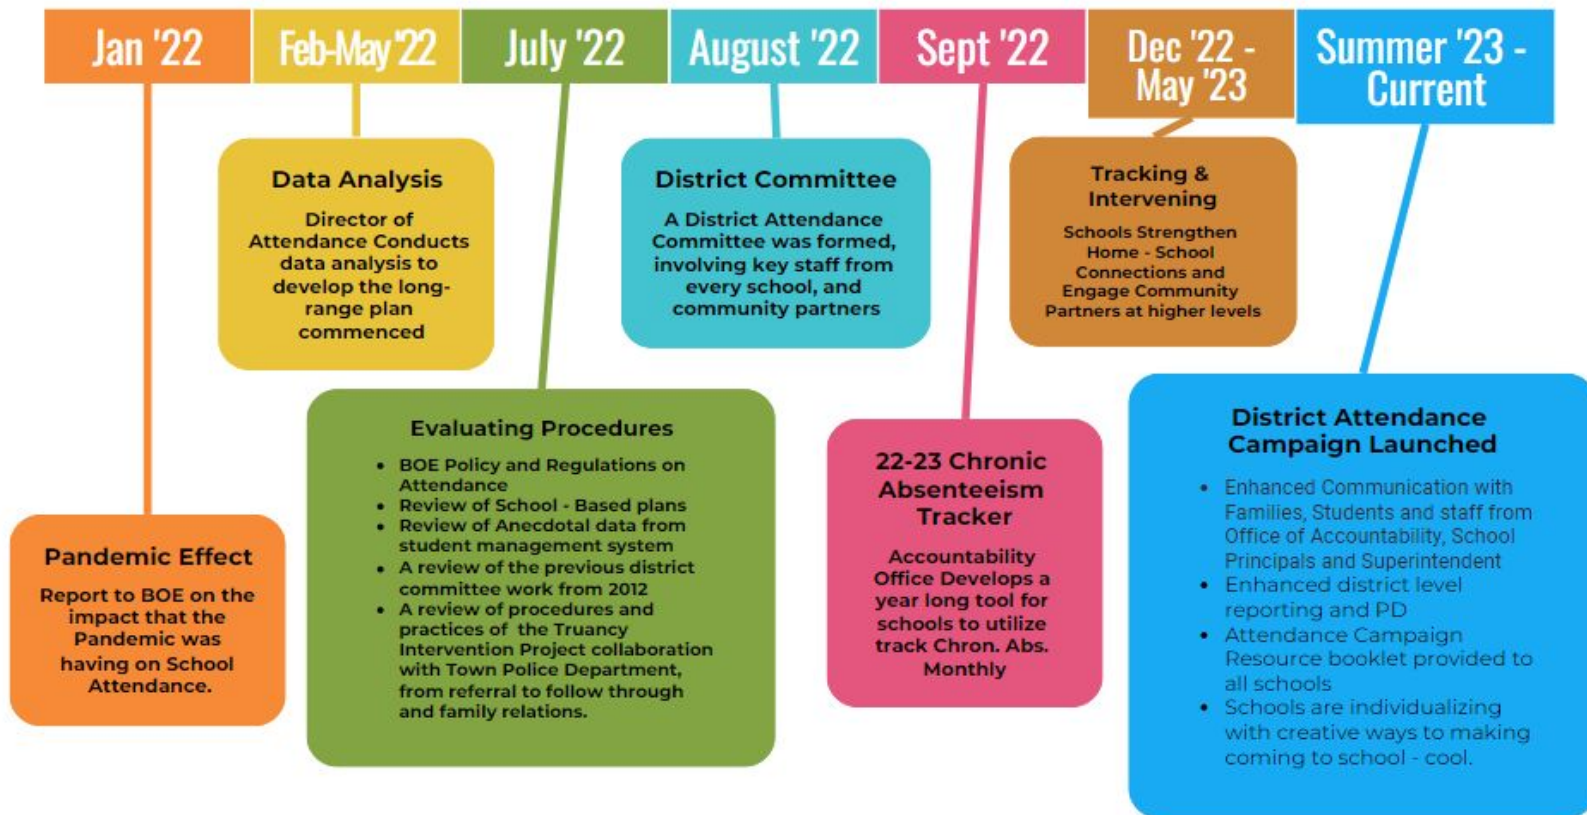 Jan '22
Feb-May '22
July '22
August '22
Sept '22
Dec '22 -
May '23
Summer '23 -
Current
Pandemic Effect
Report to BOE on the
impact that the
Pandemic was
having on School
Attendance.
Data Analysis
Director of
Attendance Conducts
data analysis to
develop the long-
range plan
commenced
Evaluating Procedures
• BOE Policy and Regulations on
Attendance
• Review of School - Based plans
• Review of Anecdotal data from
student management system
• A review of the previous district
committee work from 2012
• A review of procedures and
practices of the Truancy
Intervention Project collaboration
with Town Police Department,
from referral to follow through
and family relations.
District Committee
A District Attendance
Committee was formed,
involving key staff from
every school, and
community partners
22-23 Chronic
Absenteeism
Tracker
Accountability
Office Develops a
year long tool for
schools to utilize
track Chron. Abs.
Monthly
Tracking &
Intervening
Schools Strengthen
Home - School
Connections and
Engage Community
Partners at higher levels
District Attendance
Campaign Launched
• Enhanced Communication with
Families, Students and staff from
Office of Accountability, School
Principals and Superintendent
• Enhanced district level
reporting and PD
• Attendance Campaign
Resource booklet provided to
all schools
• Schools are individualizing
with creative ways to making
coming to school - cool.